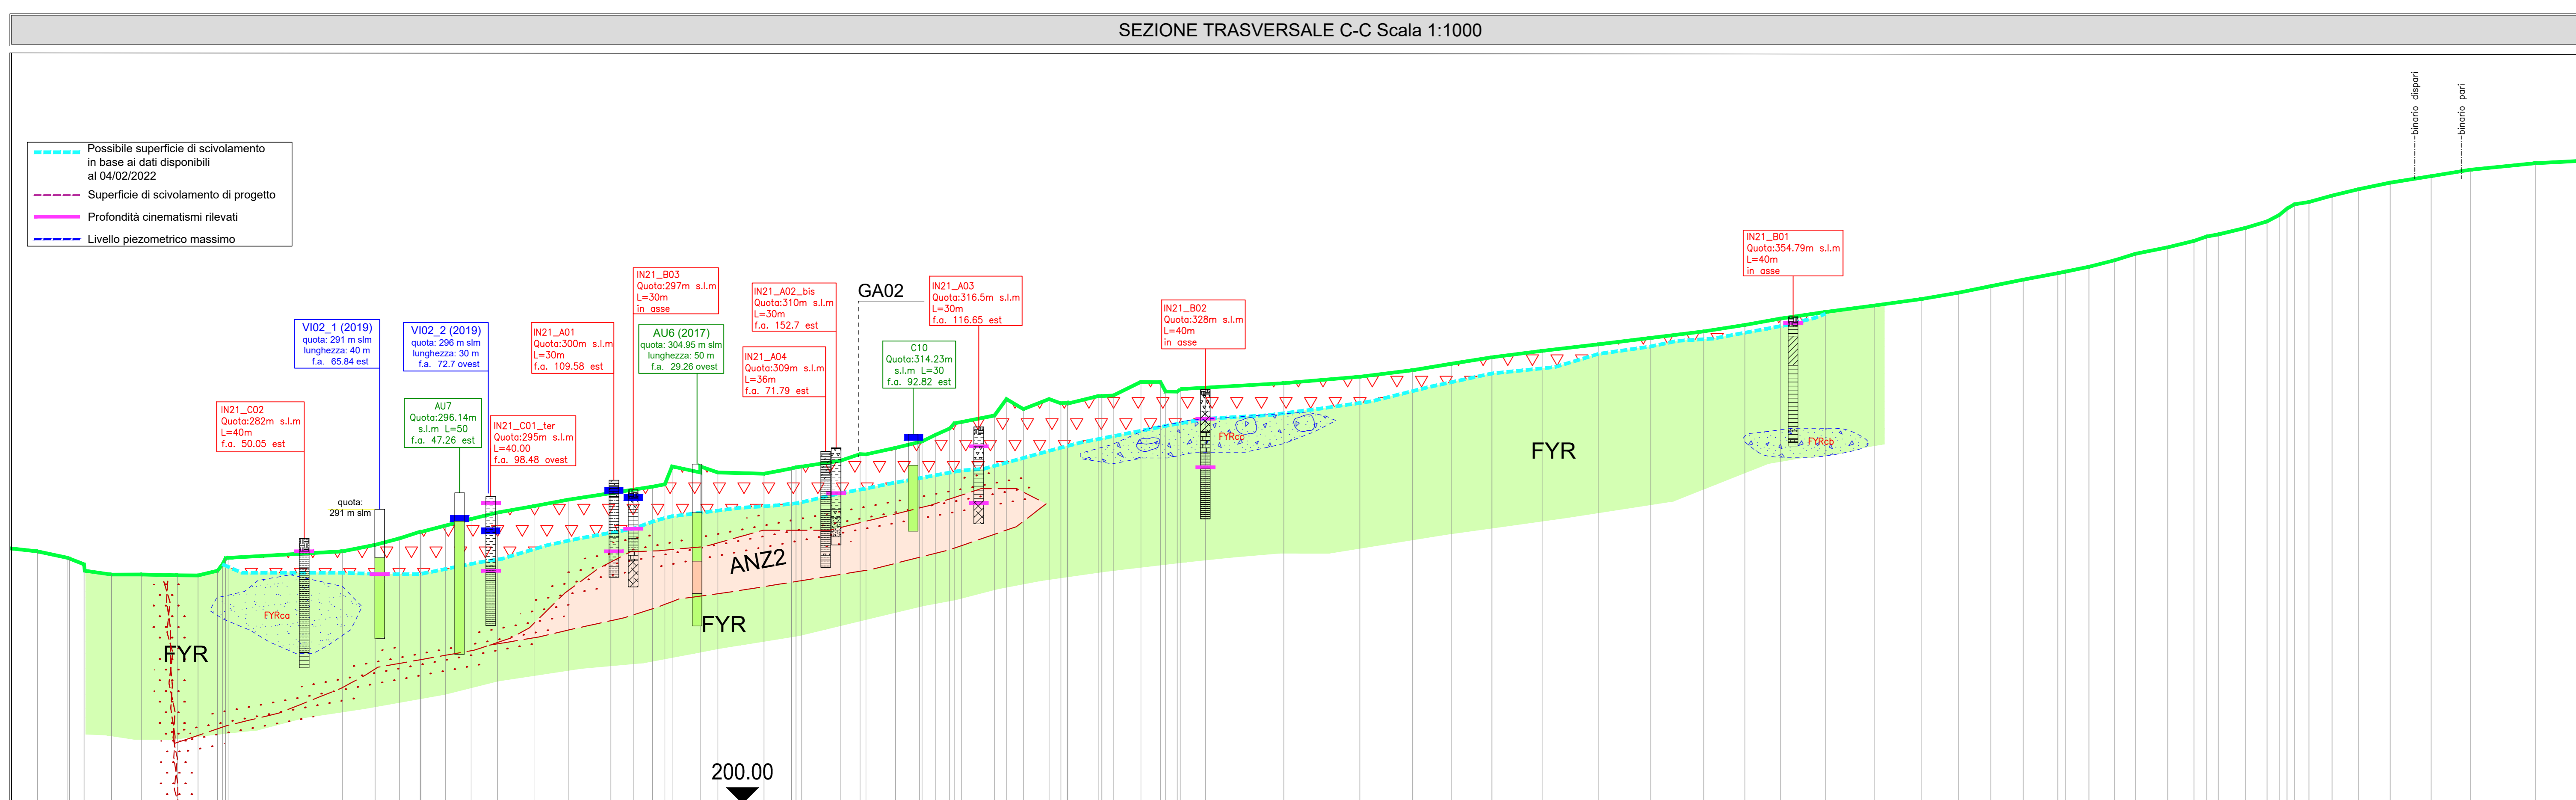 SEZIONE TRASVERSALE C-C Scala 1:1000
binario dispari
binario pari
Possibile superficie di scivolamento
in base ai dati disponibili
al 04/02/2022
Superficie di scivolamento di progetto
Profondità cinematismi rilevati
Livello piezometrico massimo
IN21_C02
Quota:282m s.l.m
L=40m
f.a. 50.05 est
VI02_1 (2019)
quota: 291 m slm
lunghezza: 40 m
f.a. 65.84 est
quota:
291 m slm
VI02_2 (2019)
quota: 296 m slm
lunghezza: 30 m
f.a. 72.7 ovest
AU7
Quota:296.14m
s.l.m L=50
f.a. 47.26 est
IN21_C01_ter
Quota:295m s.l.m
L=40.00
f.a. 98.48 ovest
IN21_A01
Quota:300m s.l.m
L=30m
f.a. 109.58 est
IN21_B03
Quota:297m s.l.m
L=30m
in asse
AU6 (2017)
quota: 304.95 m slm
lunghezza: 50 m
f.a. 29.26 ovest
IN21_A02_bis
Quota:310m s.l.m
L=30m
f.a. 152.7 est
IN21_A04
Quota:309m s.l.m
L=36m
f.a. 71.79 est
GA02
C10
Quota:314.23m
s.l.m L=30
f.a. 92.82 est
IN21_A03
Quota:316.5m s.l.m
L=30m
f.a. 116.65 est
IN21_B02
Quota:328m s.l.m
L=40m
in asse
IN21_B01
Quota:354.79m s.l.m
L=40m
in asse
FYRcb
FYRcb
FYR
ANZ2
FYRca
FYR
FYR
200.00